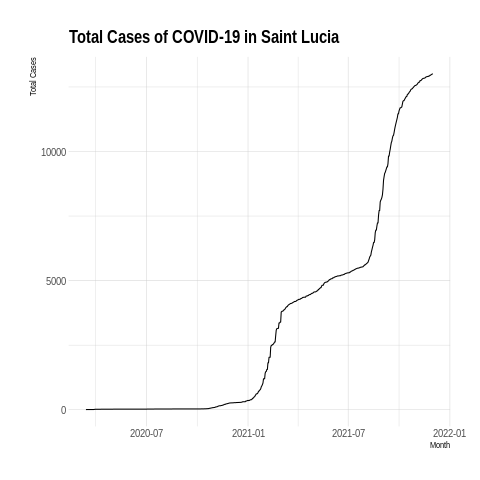 Total Cases of COVID-19 in Saint Lucia
Total Cases
10000
5000
0
2020-07
2021-01
2021-07
2022-01
Month